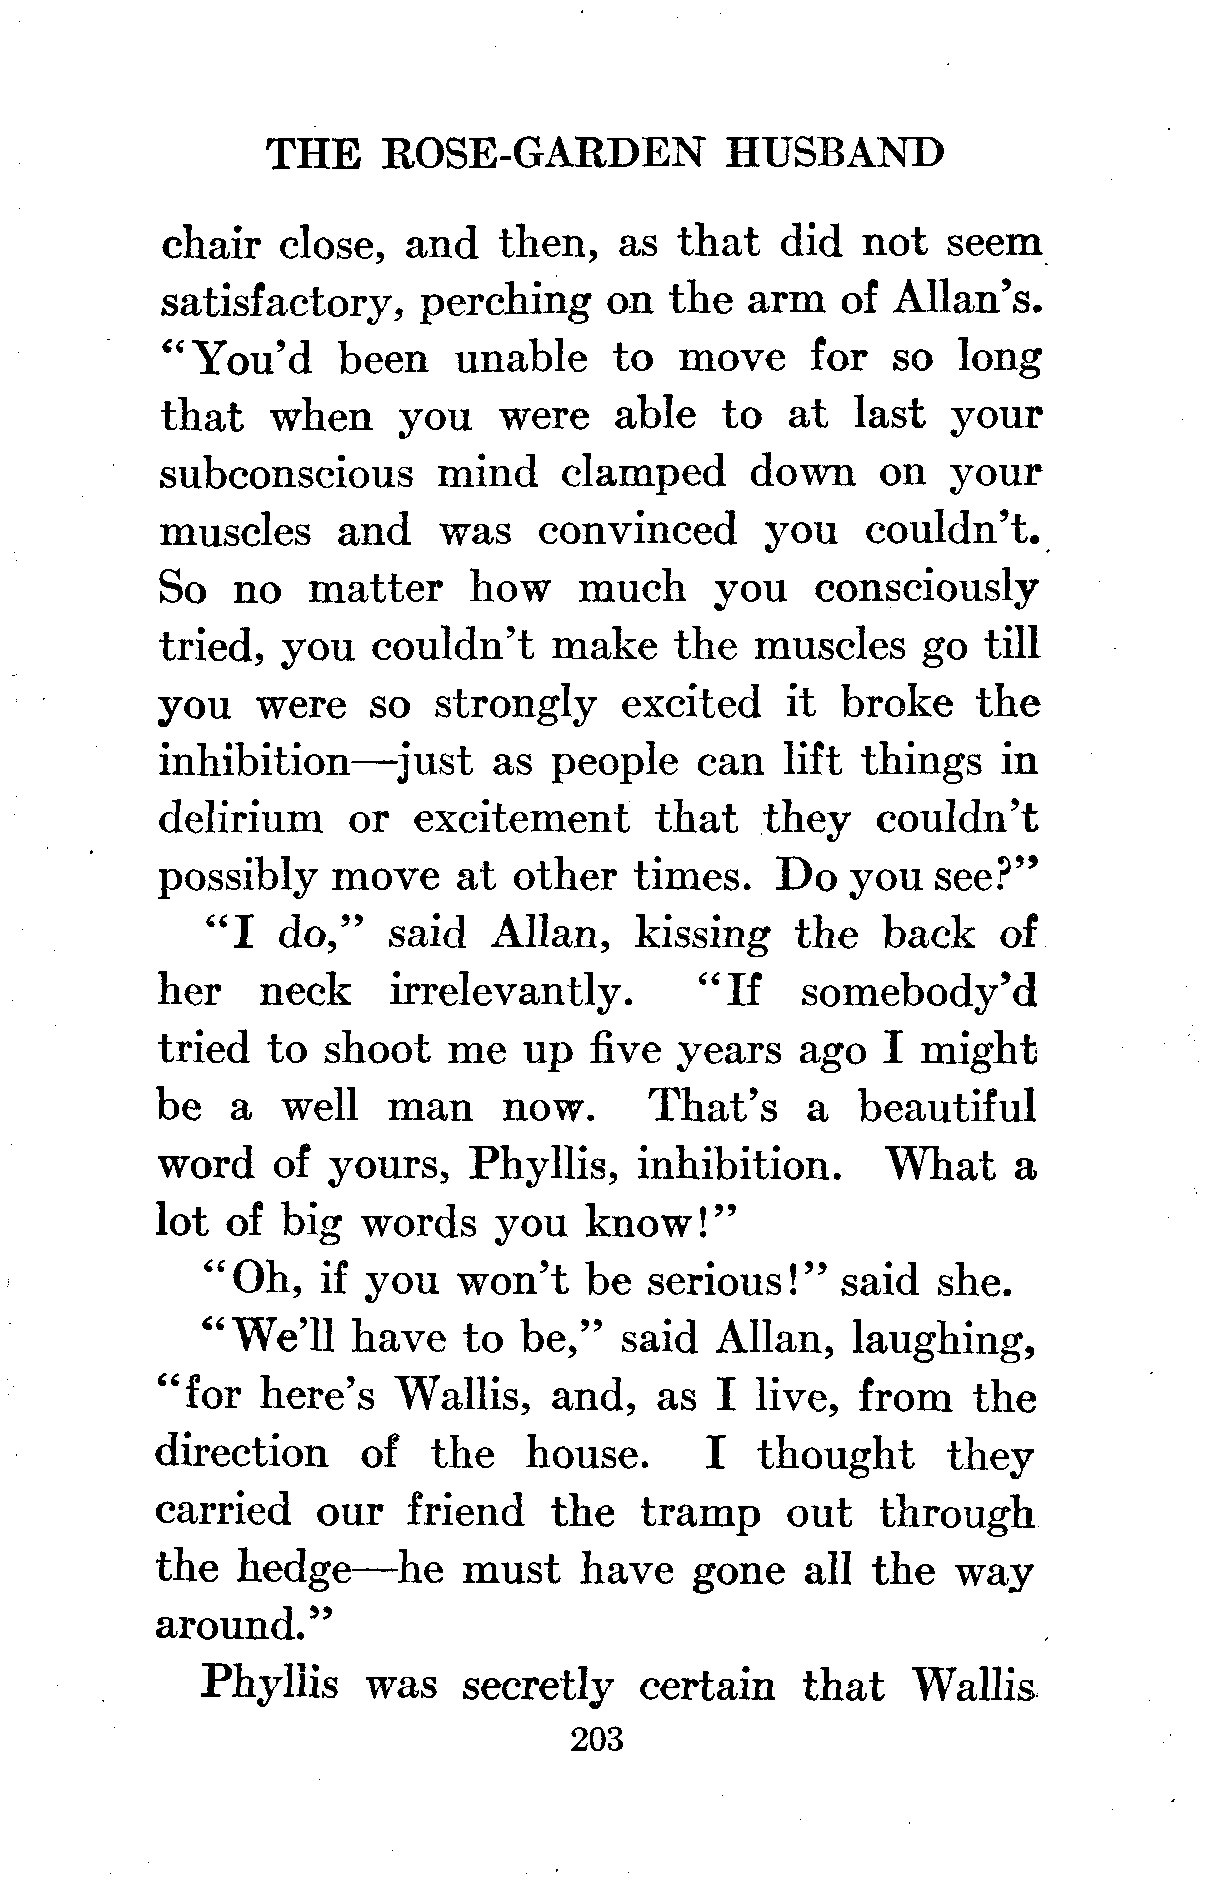 THE ROSE-GARDEN HUSBAND
chair close, and then, as that did not seem
satisfactory, perching on the arm of Allan's.
"You'd been unable to move for so long
that when you were able to at last your
subconscious mind clamped down on your
muscles and was convinced you couldn't.
So no matter how much you consciously
tried, you couldn't make the muscles go till
you were so strongly excited it broke the
inhibition—just as people can lift things in
delirium or excitement that they couldn't
possibly move at other times. Do you see?"
"I do," said Allan, kissing the back of
her neck irrelevantly. "If somebody'd
tried to shoot me up five years ago I might
be a well man now. That's a beautiful
word of yours, Phyllis, inhibition. What a
lot of big words you know!"
"Oh, if you won't be serious!" said she.
"We'll have to be," said Allan, laughing,
"for here's Wallis, and, as I live, from the
direction of the house. I thought they
carried our friend the tramp out through
the hedge—he must have gone all the way
around."
Phyllis was secretly certain that Wallis
203